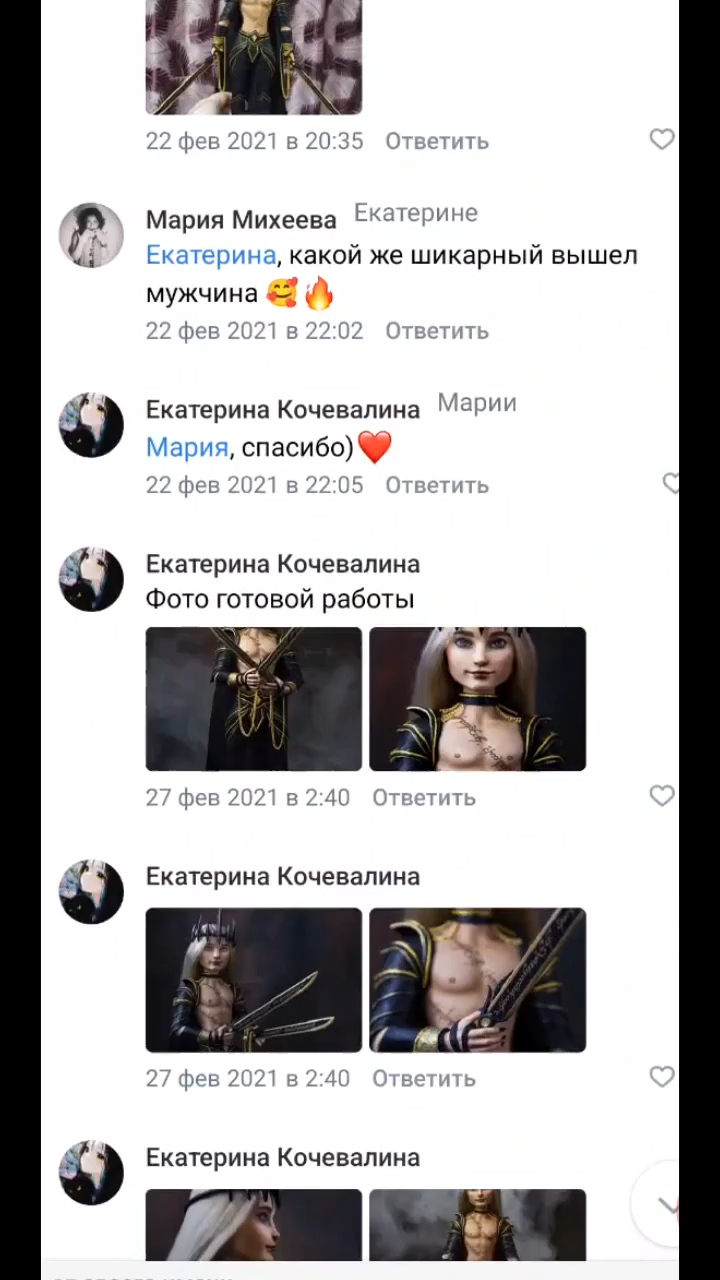 22 фев 2021 в 20:35 Ответить
Мария Михеева Екатерине
Екатерина, какой же шикарный вышел
мужчина 🥰🔥
22 фев 2021 в 22:02 Ответить
Екатерина Кочевалина Марии
Мария, спасибо)❤️
22 фев 2021 в 22:05 Ответить
Екатерина Кочевалина
Фото готовой работы
27 фев 2021 в 2:40 Ответить
Екатерина Кочевалина
27 фев 2021 в 2:40 Ответить
Екатерина Кочевалина